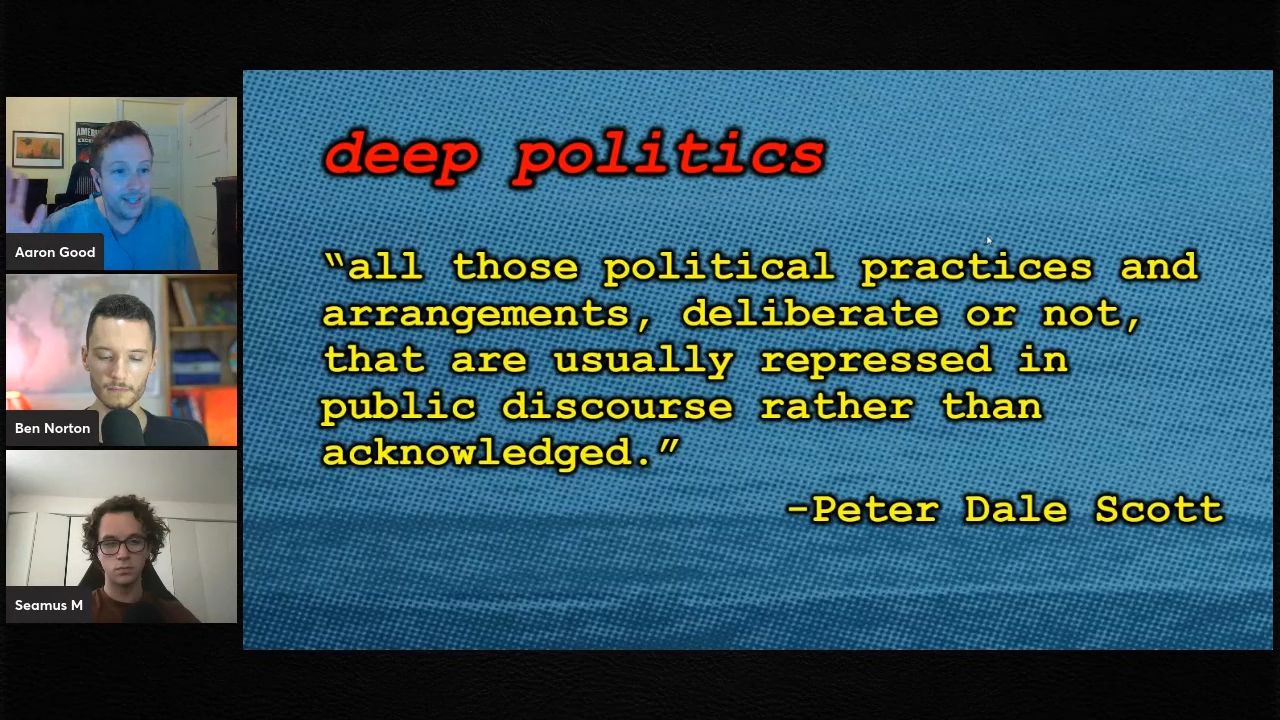 AMERI
Aaron Good
Ben Norton
Seamus M
deep politics
“all those political practices and
arrangements, deliberate or not,
that are usually repressed in
public discourse rather than
acknowledged.”
-Peter Dale Scott